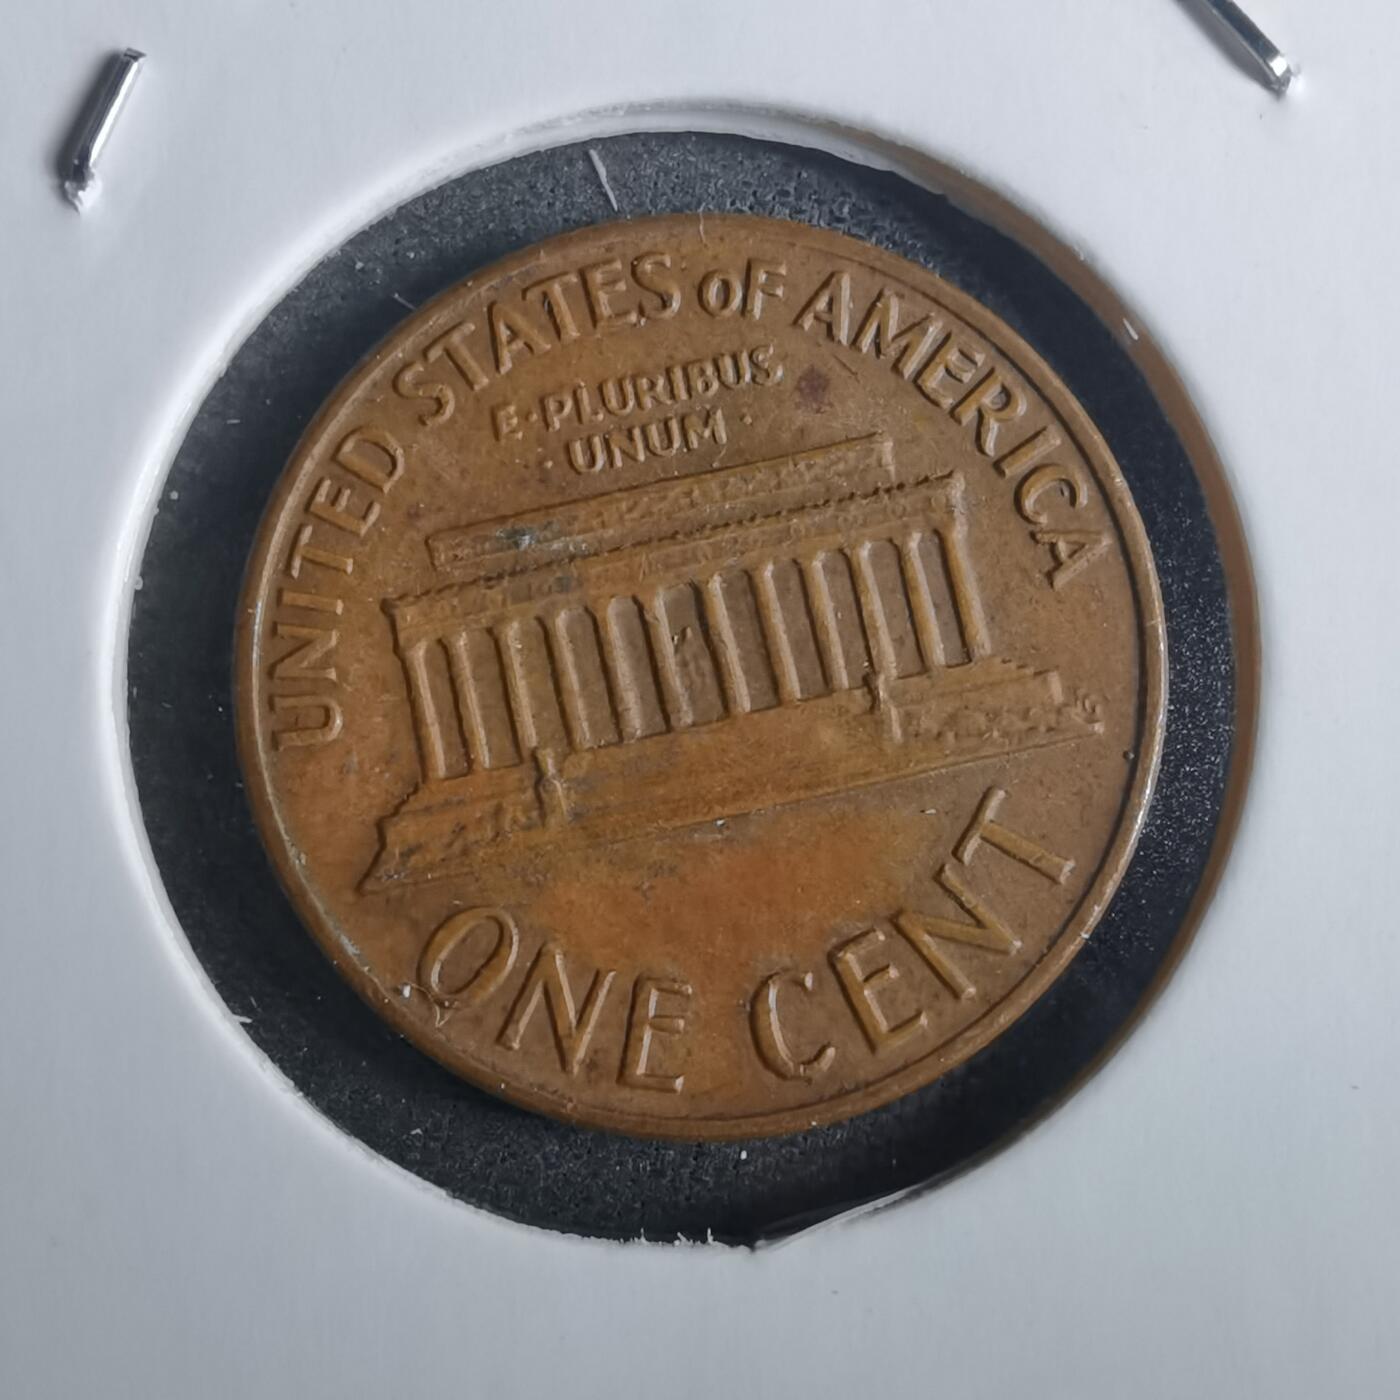 UNITED STATES oF AMERICA
E·PLURIBUS
·UNUM·
ONE CENT